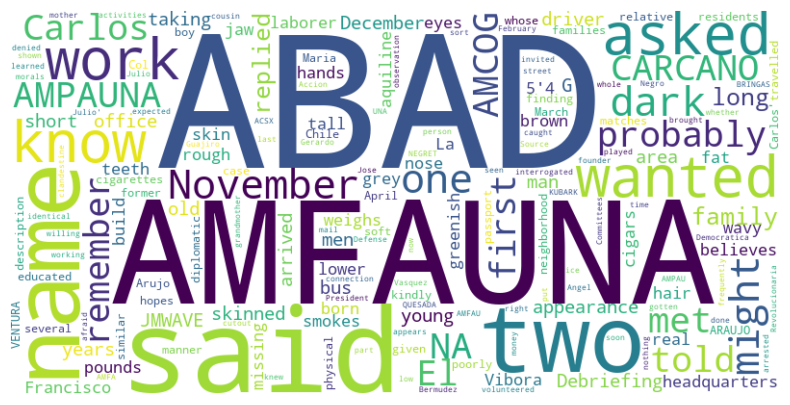 ABAD
AMFAUNA
said
two
name
wanted
asked
work
know
Carlos
AMPAUNA
November
one
dark
probably
CARCANO
might
told
met
first
remember
family
El
NA
AMCOG
replied
taking
laborer
December
eyes
driver
jaw
hands
aquiline
long
brown
5'4
G
tall
Chile
Maria
La
nose
March
finding
area
fat
short
office
skin
rough
teeth
cigarettes
former
build
description
identical
willing
working
educated
several
VENTURA
years
pounds
Francisco
similar
manner
JMWAVE
skinned
smokes
born
missing
knew
physical
young
given
poorly
kindly
arrived
weighs
soft
men
lower
bus
grey
April
old
case
diplomatic
grandmother
clandestine
Arujo
hopes
afraid
cutout
President
volunteered
Bermudez
Vasquez
Jose
Defense
mail
connection
now
part
low
appears
QUESADA
greenish
passport
neighborhood
man
cigars
wavy
believes
appearance
hair
real
ARAUJO
Vibora
Debriefing
headquarters
mother
activities
cousin
boy
denied
shown
Julio
learned
morals
Col
expected
Julio'
whose
relative
residents
families
February
invited
sort
observation
street
whole
Negro
BRINGAS
whether
matches
brought
caught
played
founder
Source
person
Accion
UNA
Gerardo
last
ACSX
Guajiro
NEGRET
seen
interrogated
KUBARK
Committees
time
Democratica
AMPAU
frequently
gotten
Revolucionaria
Angel
right
put
done
arrested
soon
nothing
money
AMFAU
AMFA
travelled
Carlos'